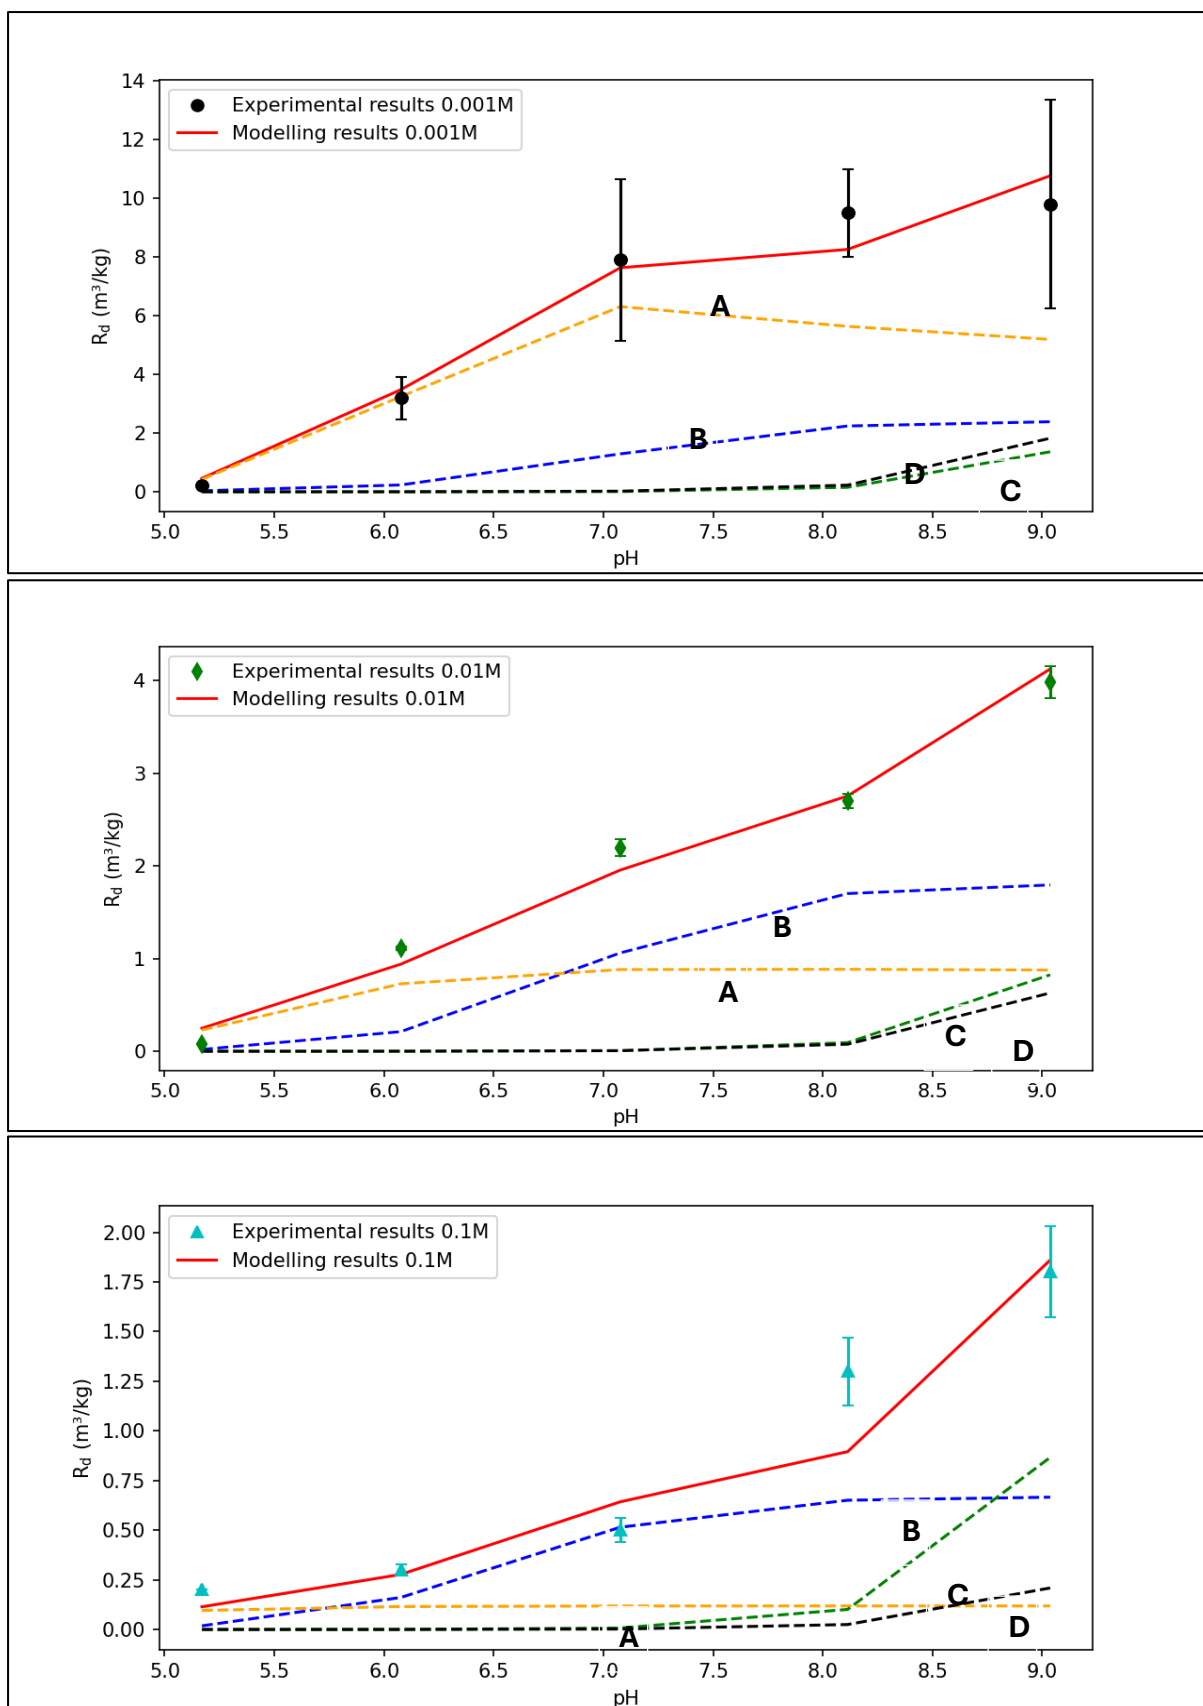 14
Experimental results 0.001M
Modelling results 0.001M
12
10
8
6
4
2
0
R_d (m³/kg)
A
B
D
C
5.0 5.5 6.0 6.5 7.0 7.5 8.0 8.5 9.0
pH
Experimental results 0.01M
Modelling results 0.01M
4
3
2
1
0
R_d (m³/kg)
B
A
C
D
5.0 5.5 6.0 6.5 7.0 7.5 8.0 8.5 9.0
pH
Experimental results 0.1M
Modelling results 0.1M
2.00
1.75
1.50
1.25
1.00
0.75
0.50
0.25
0.00
R_d (m³/kg)
B
C
D
A
5.0 5.5 6.0 6.5 7.0 7.5 8.0 8.5 9.0
pH